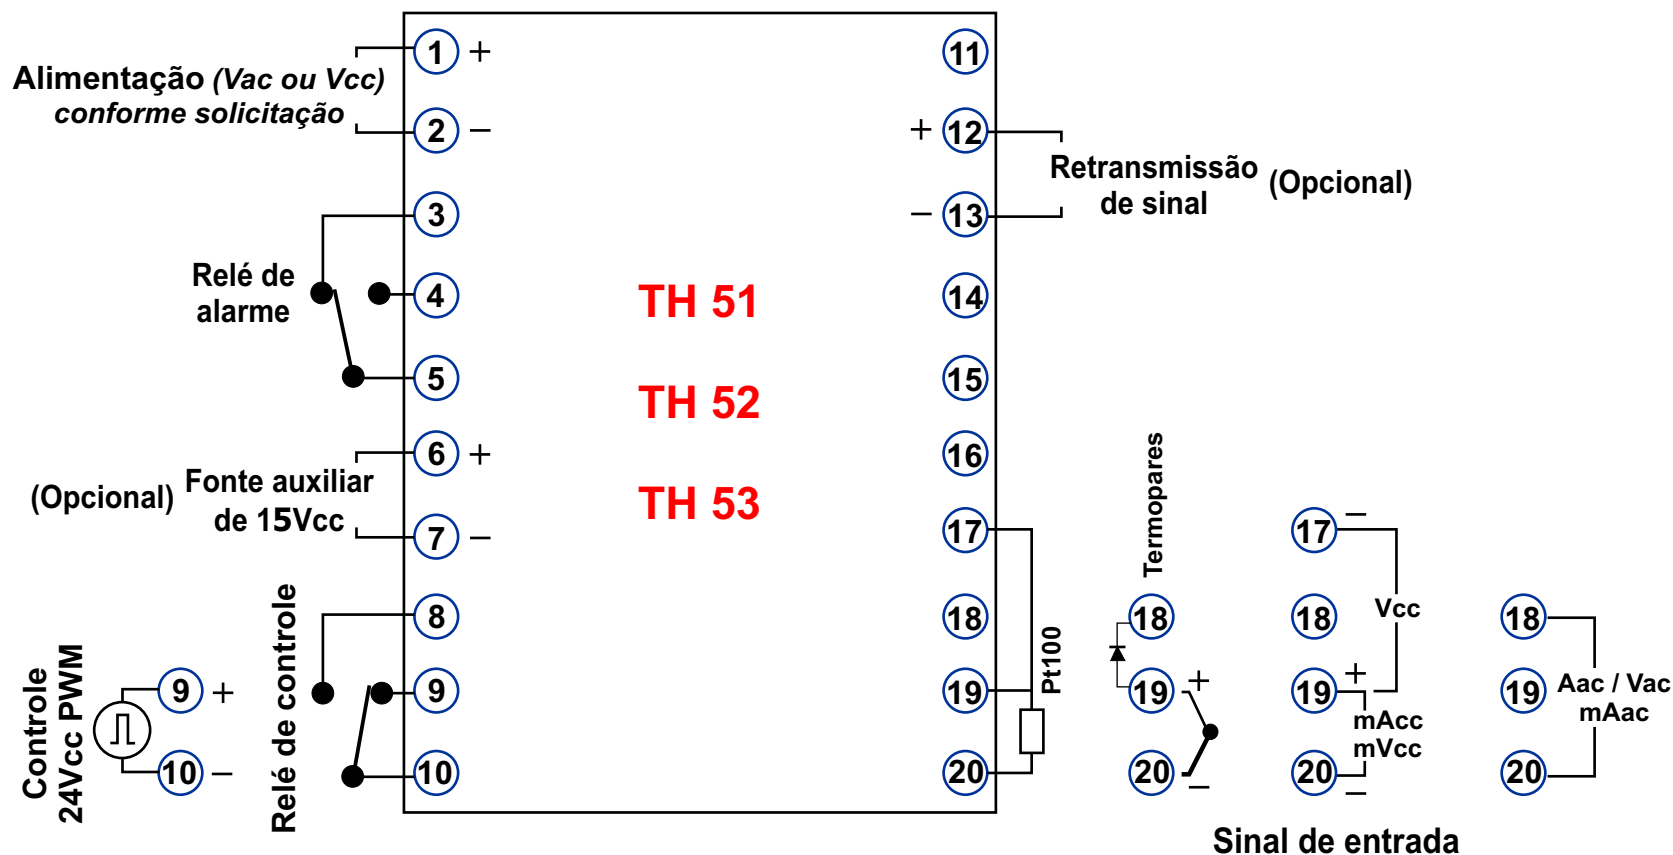 1 +
Alimentação (Vac ou Vcc)
conforme solicitação
2 −
3
Relé de
alarme
4
5
6 +
(Opcional) Fonte auxiliar
de 15Vcc
7 −
8
Relé de controle
9
10
Controle
24Vcc PWM
9 +
10 −
TH 51
TH 52
TH 53
11
+ 12
Retransmissão (Opcional)
de sinal
− 13
14
15
16
17
18
19
20
Pt100
Termopares
18
19 +
20 −
17 −
Vcc
18
19 +
mAcc
mVcc
20 −
18
19 Aac / Vac
mAac
20
Sinal de entrada